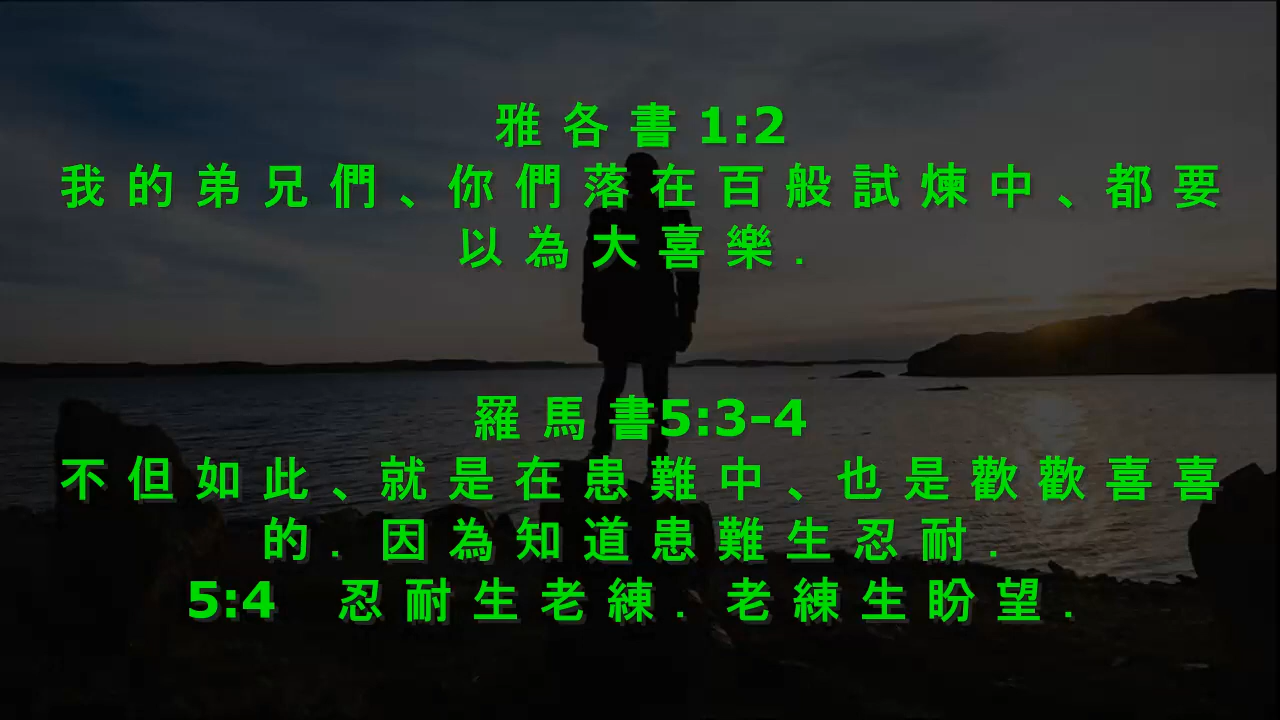 雅 各 書 1:2
我 的 弟 兄 們 、你 們 落 在 百 般 試 煉 中 、都 要
以 為 大 喜 樂 .
羅 馬 書5:3-4
不 但 如 此 、就 是 在 患 難 中 、也 是 歡 歡 喜 喜
的 . 因 為 知 道 患 難 生 忍 耐 .
5:4 忍 耐 生 老 練 . 老 練 生 盼 望 .